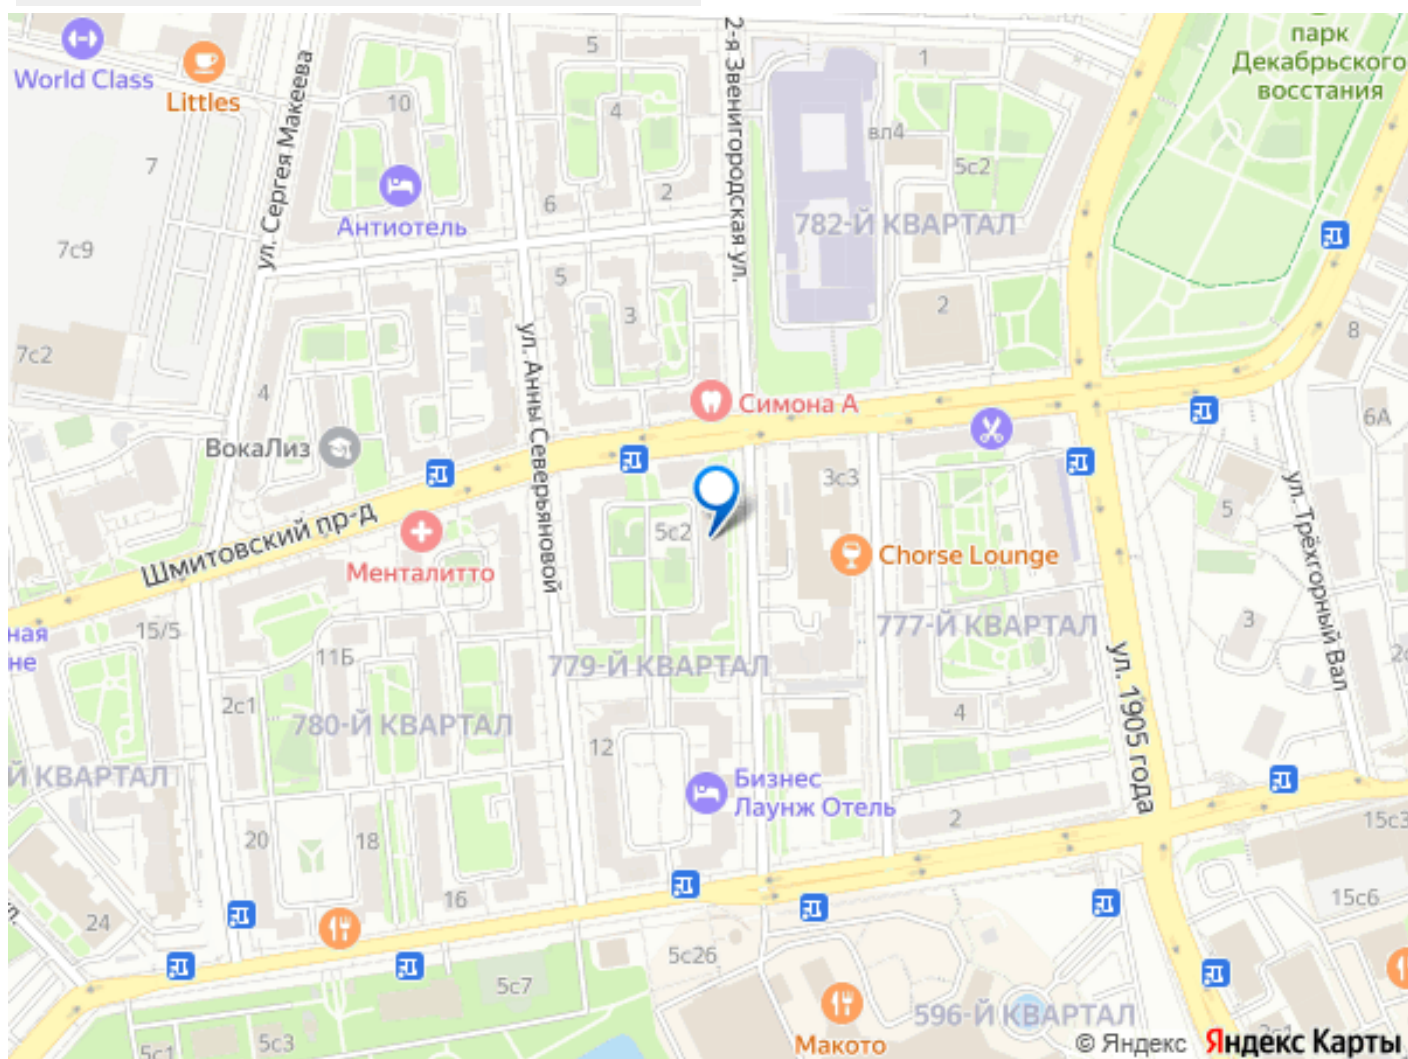 World Class
Littles
ул. Сергея Макеева
5
10
4
2-я Звенигородская ул.
1
вл4
5с2
парк
Декабрьского
восстания
7
7с9
Антиотель
6
2
782-Й КВАРТАЛ
7с2
5
3
2
8
4
ул. Анны Северьяновой
Симона А
6А
ВокаЛиз
3с3
5
ул. Трёхгорный Вал
Шмитовский пр-д
5с2
Менталитто
Chorse Lounge
ная
не
15/5
11Б
779-Й КВАРТАЛ
777-Й КВАРТАЛ
3
2с1
780-Й КВАРТАЛ
4
ул. 1905 года
Й КВАРТАЛ
12
Бизнес
Лаунж Отель
2
15с3
20
18
16
24
15с6
5с26
5с7
5с1
5с3
Макото
596-Й КВАРТАЛ
© Яндекс
Яндекс Карты